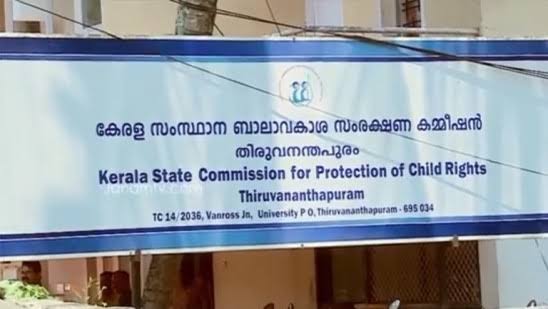 കേരള സംസ്ഥാന ബാലാവകാശ സംരക്ഷണ കമ്മീഷൻ
തിരുവനന്തപുരം
Kerala State Commission for Protection of Child Rights
Thiruvananthapuram
TC 14/2036, Vanross Jn, University P O, Thiruvananthapuram - 695 034